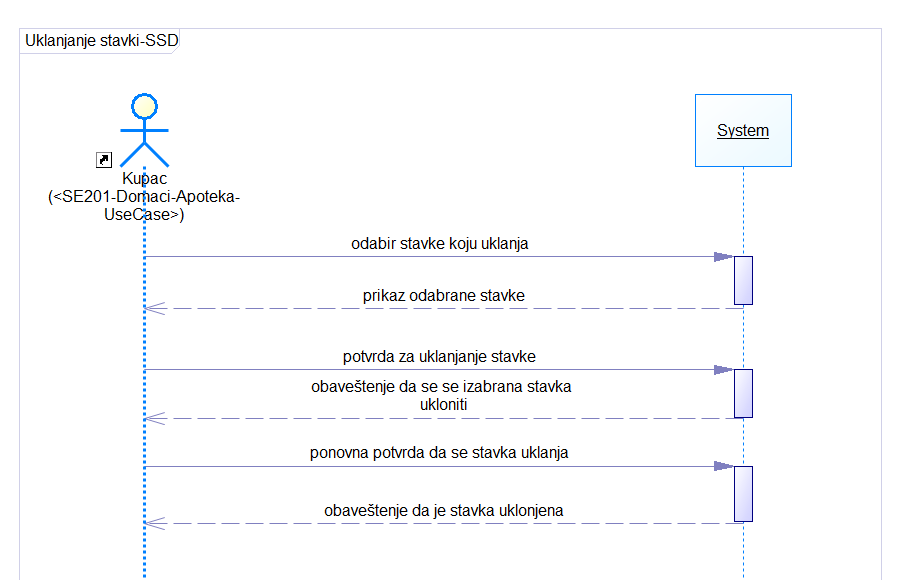 Uklanjanje stavki-SSD
System
Kupac
(<SE201-Domaci-Apoteka-
UseCase>)
odabir stavke koju uklanja
prikaz odabrane stavke
potvrda za uklanjanje stavke
obaveštenje da se se izabrana stavka
ukloniti
ponovna potvrda da se stavka uklanja
obaveštenje da je stavka uklonjena